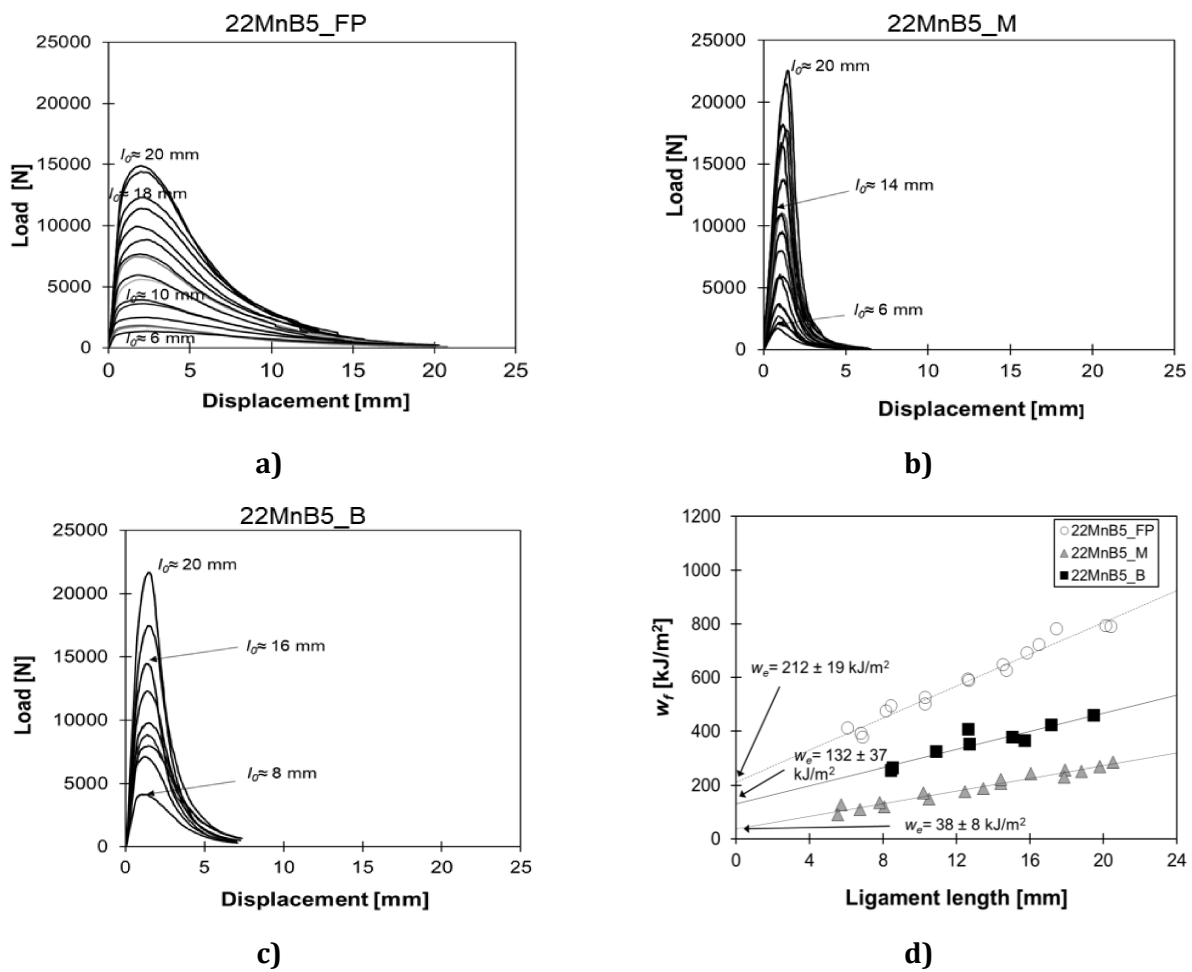 22MnB5_FP
25000
20000
15000
10000
5000
0
Load [N]
l0≈ 20 mm
l0≈ 18 mm
l0≈ 10 mm
l0≈ 6 mm
0 5 10 15 20 25
Displacement [mm]
a)
22MnB5_M
25000
20000
15000
10000
5000
0
Load [N]
l0≈ 20 mm
l0≈ 14 mm
l0≈ 6 mm
0 5 10 15 20 25
Displacement [mm]
b)
22MnB5_B
25000
20000
15000
10000
5000
0
Load [N]
l0≈ 20 mm
l0≈ 16 mm
l0≈ 8 mm
0 5 10 15 20 25
Displacement [mm]
c)
1200
1000
800
600
400
200
0
wf [kJ/m²]
22MnB5_FP
22MnB5_M
22MnB5_B
we= 212 ± 19 kJ/m²
we= 132 ± 37
kJ/m²
we= 38 ± 8 kJ/m²
0 4 8 12 16 20 24
Ligament length [mm]
d)